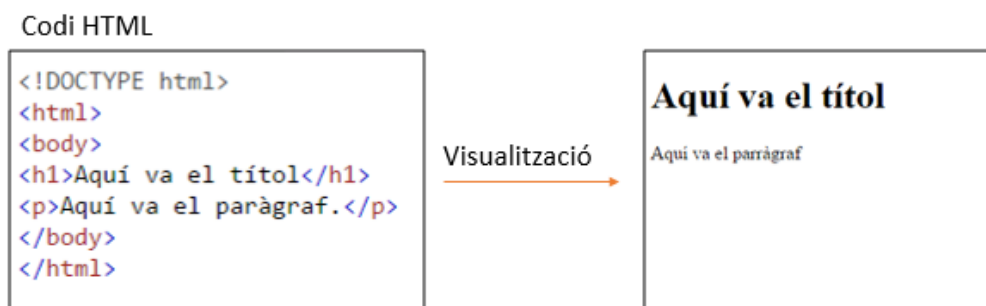 Codi HTML
<!DOCTYPE html>
<html>
<body>
<h1>Aquí va el títol</h1>
<p>Aquí va el paràgraf.</p>
</body>
</html>
Visualització
Aquí va el títol
Aquí va el parràgraf